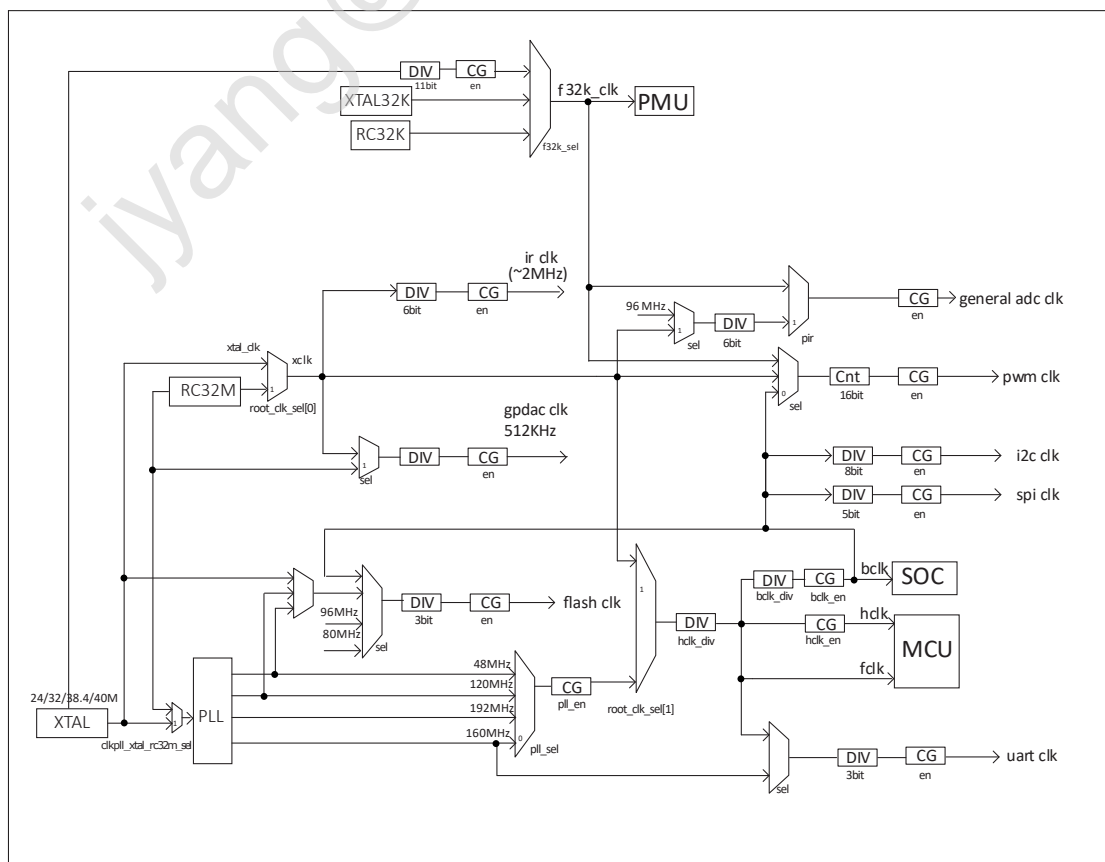 jyang@
DIV
CG
11bit
en
XTAL32K
f32k_clk
PMU
RC32K
f32k_sel
ir clk
(~2MHz)
DIV
CG
6bit
en
96 MHz
1
sel
DIV
6bit
1
pir
CG
en
general adc clk
xtal_clk
xclk
RC32M
1
root_clk_sel[0]
0
sel
Cnt
16bit
CG
en
pwm clk
gpdac clk
512KHz
1
sel
DIV
CG
en
DIV
8bit
CG
en
i2c clk
DIV
5bit
CG
en
spi clk
96MHz
80MHz
sel
DIV
3bit
CG
en
flash clk
1
root_clk_sel[1]
DIV
hclk_div
DIV
bclk_div
CG
bclk_en
bclk
SOC
CG
hclk_en
hclk
fclk
MCU
24/32/38.4/40M
XTAL
1
clkpll_xtal_rc32m_sel
PLL
48MHz
120MHz
192MHz
160MHz
0
pll_sel
CG
pll_en
sel
DIV
3bit
CG
en
uart clk